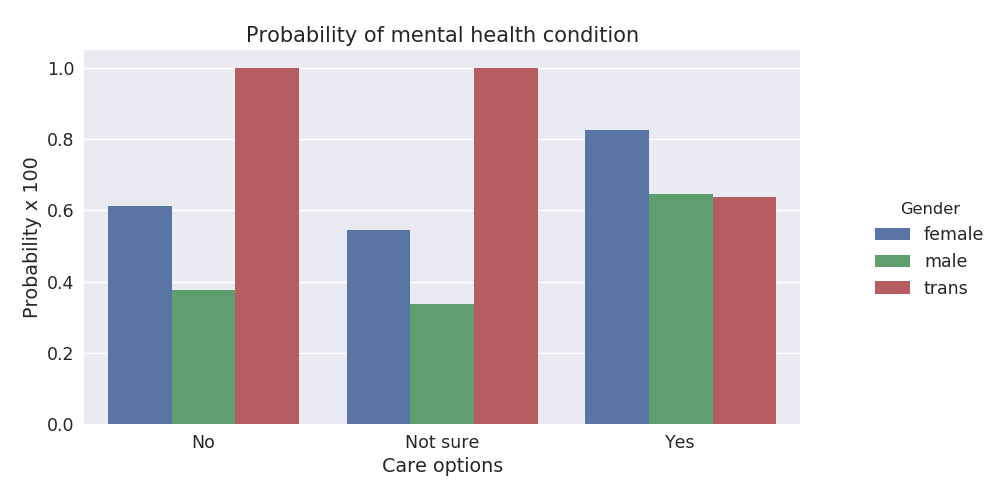 Probability of mental health condition
1.0
0.8
0.6
0.4
0.2
0.0
Probability x 100
No
Not sure
Yes
Care options
Gender
female
male
trans